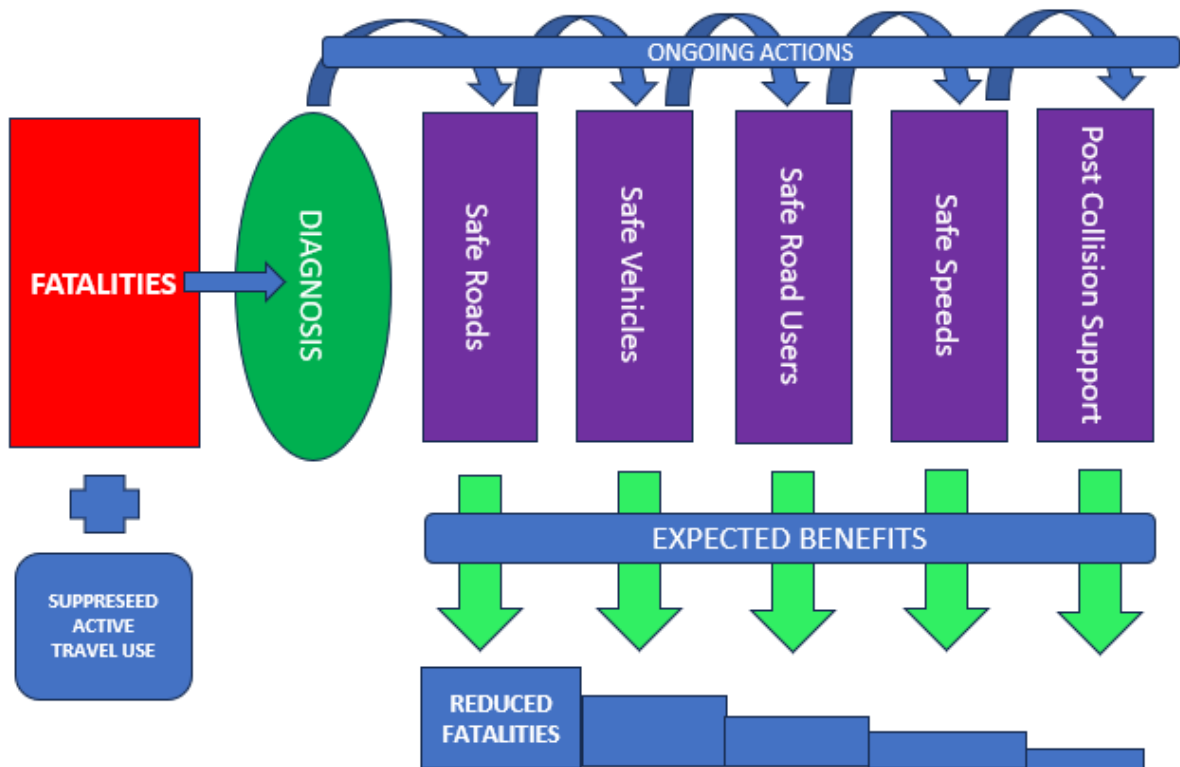 ONGOING ACTIONS
FATALITIES
DIAGNOSIS
Safe Roads
Safe Vehicles
Safe Road Users
Safe Speeds
Post Collision Support
EXPECTED BENEFITS
SUPPRESEED
ACTIVE
TRAVEL USE
REDUCED
FATALITIES